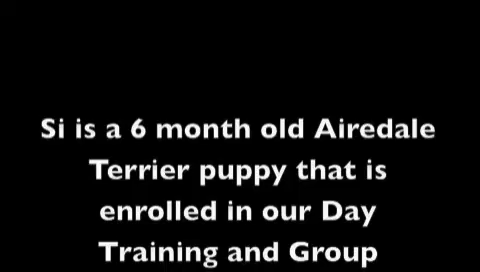 Si is a 6 month old Airedale
Terrier puppy that is
enrolled in our Day
Training and Group